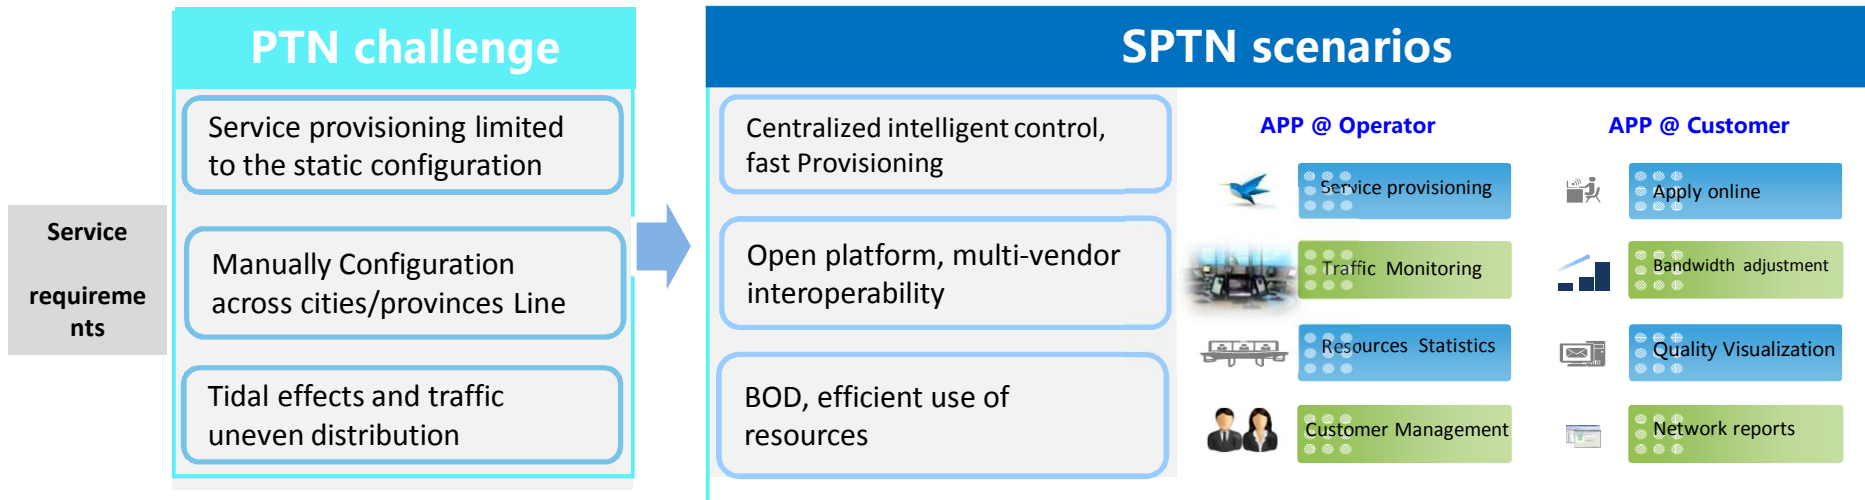 PTN challenge
SPTN scenarios
Service
requireme
nts
Service provisioning limited
to the static configuration
Manually Configuration
across cities/provinces Line
Tidal effects and traffic
uneven distribution
Centralized intelligent control,
fast Provisioning
Open platform, multi-vendor
interoperability
BOD, efficient use of
resources
APP @ Operator
Service provisioning
Traffic Monitoring
Resources Statistics
Customer Management
APP @ Customer
Apply online
Bandwidth adjustment
Quality Visualization
Network reports